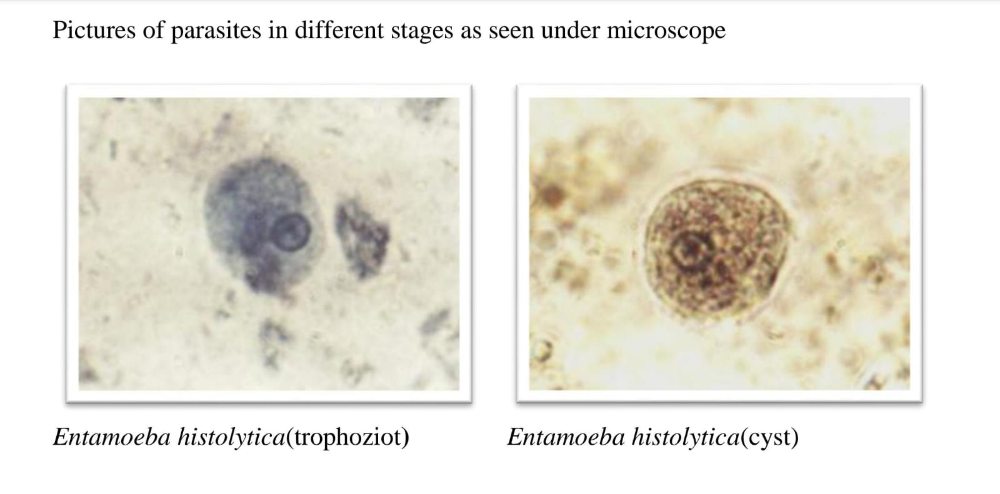 Pictures of parasites in different stages as seen under microscope
Entamoeba histolytica(trophoziot)
Entamoeba histolytica(cyst)